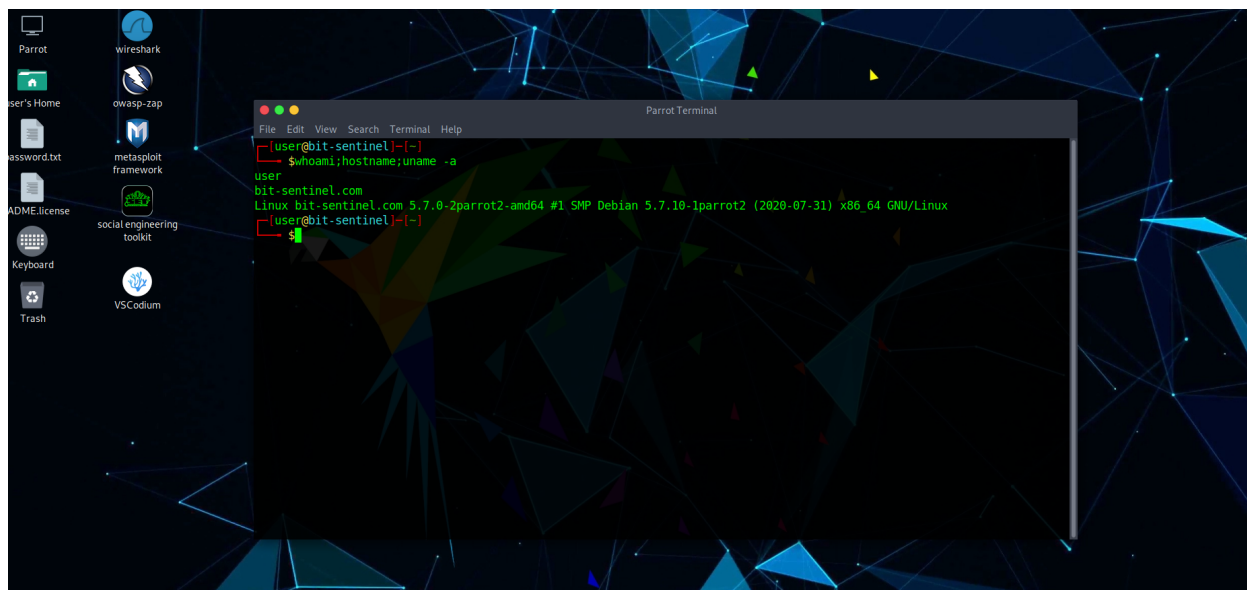 Parrot
wireshark
user's Home
owasp-zap
password.txt
metasploit
framework
README.license
social engineering
toolkit
Keyboard
VSCodium
Trash
Parrot Terminal
File Edit View Search Terminal Help
[user@bit-sentinel]-[~]
$whoami;hostname;uname -a
user
bit-sentinel.com
Linux bit-sentinel.com 5.7.0-2parrot2-amd64 #1 SMP Debian 5.7.10-1parrot2 (2020-07-31) x86_64 GNU/Linux
[user@bit-sentinel]-[~]
$